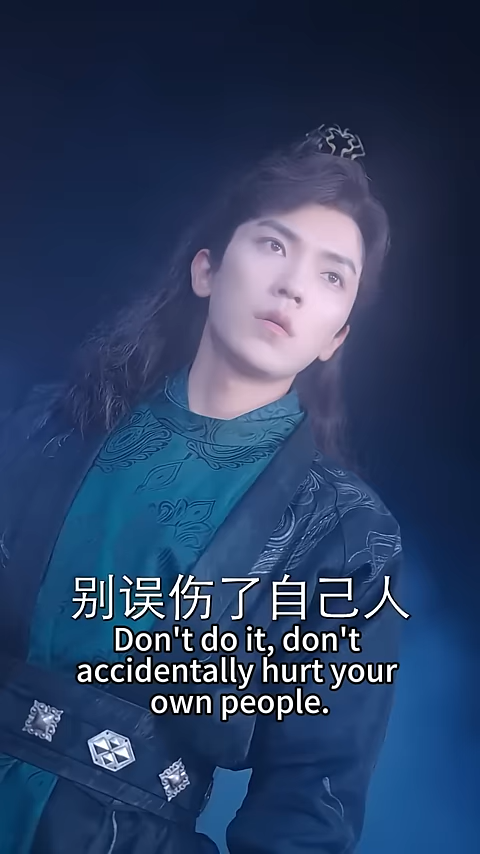 别误伤了自己人
Don't do it, don't
accidentally hurt your
own people.